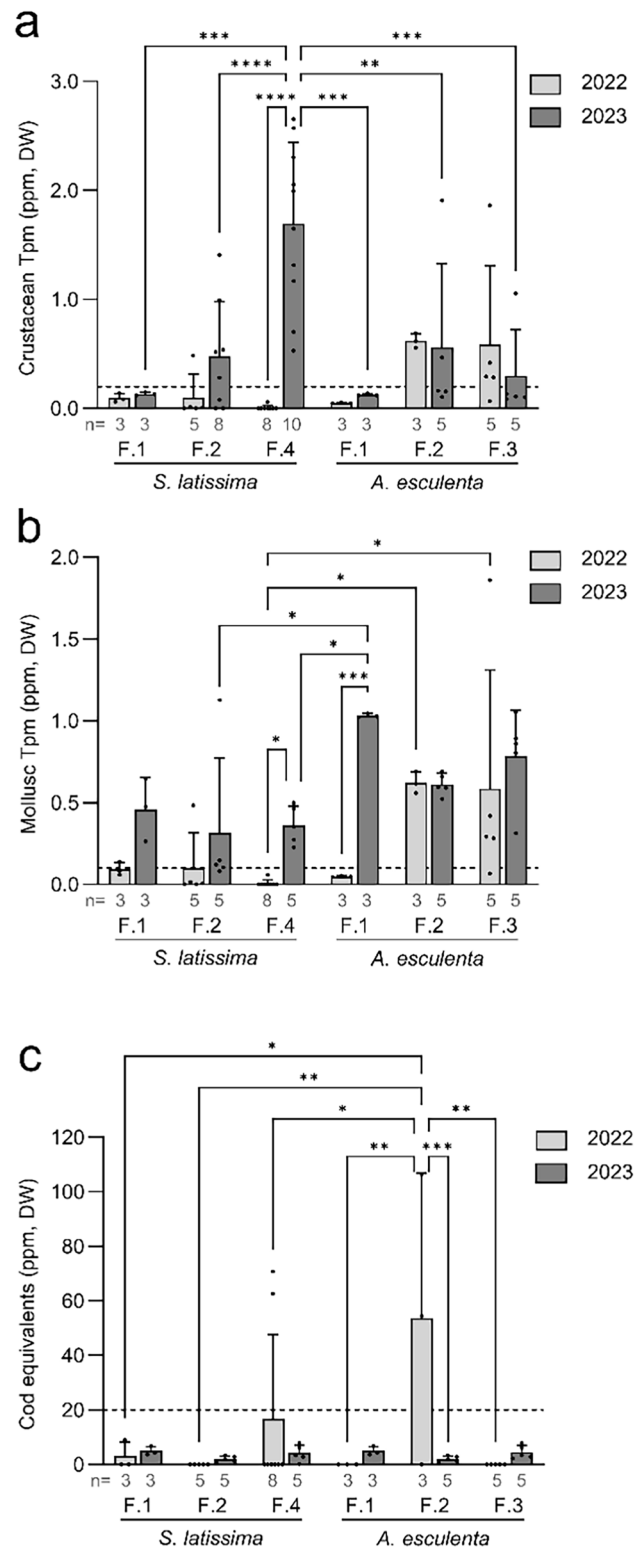 a
*** ***
**** **
**** ***
2022
2023
Crustacean Tpm (ppm, DW)
3.0
2.0
1.0
0.0
n= 3 3 5 8 8 10 3 3 3 5 5 5
F.1 F.2 F.4 F.1 F.2 F.3
S. latissima A. esculenta
b
*
*
*
*
***
*
2022
2023
Mollusc Tpm (ppm, DW)
2.0
1.5
1.0
0.5
0.0
n= 3 3 5 5 8 5 3 3 3 5 5 5
F.1 F.2 F.4 F.1 F.2 F.3
S. latissima A. esculenta
c
*
**
* **
** ***
2022
2023
Cod equivalents (ppm, DW)
120
100
80
60
40
20
0
n= 3 3 5 5 8 5 3 3 3 5 5 5
F.1 F.2 F.4 F.1 F.2 F.3
S. latissima A. esculenta